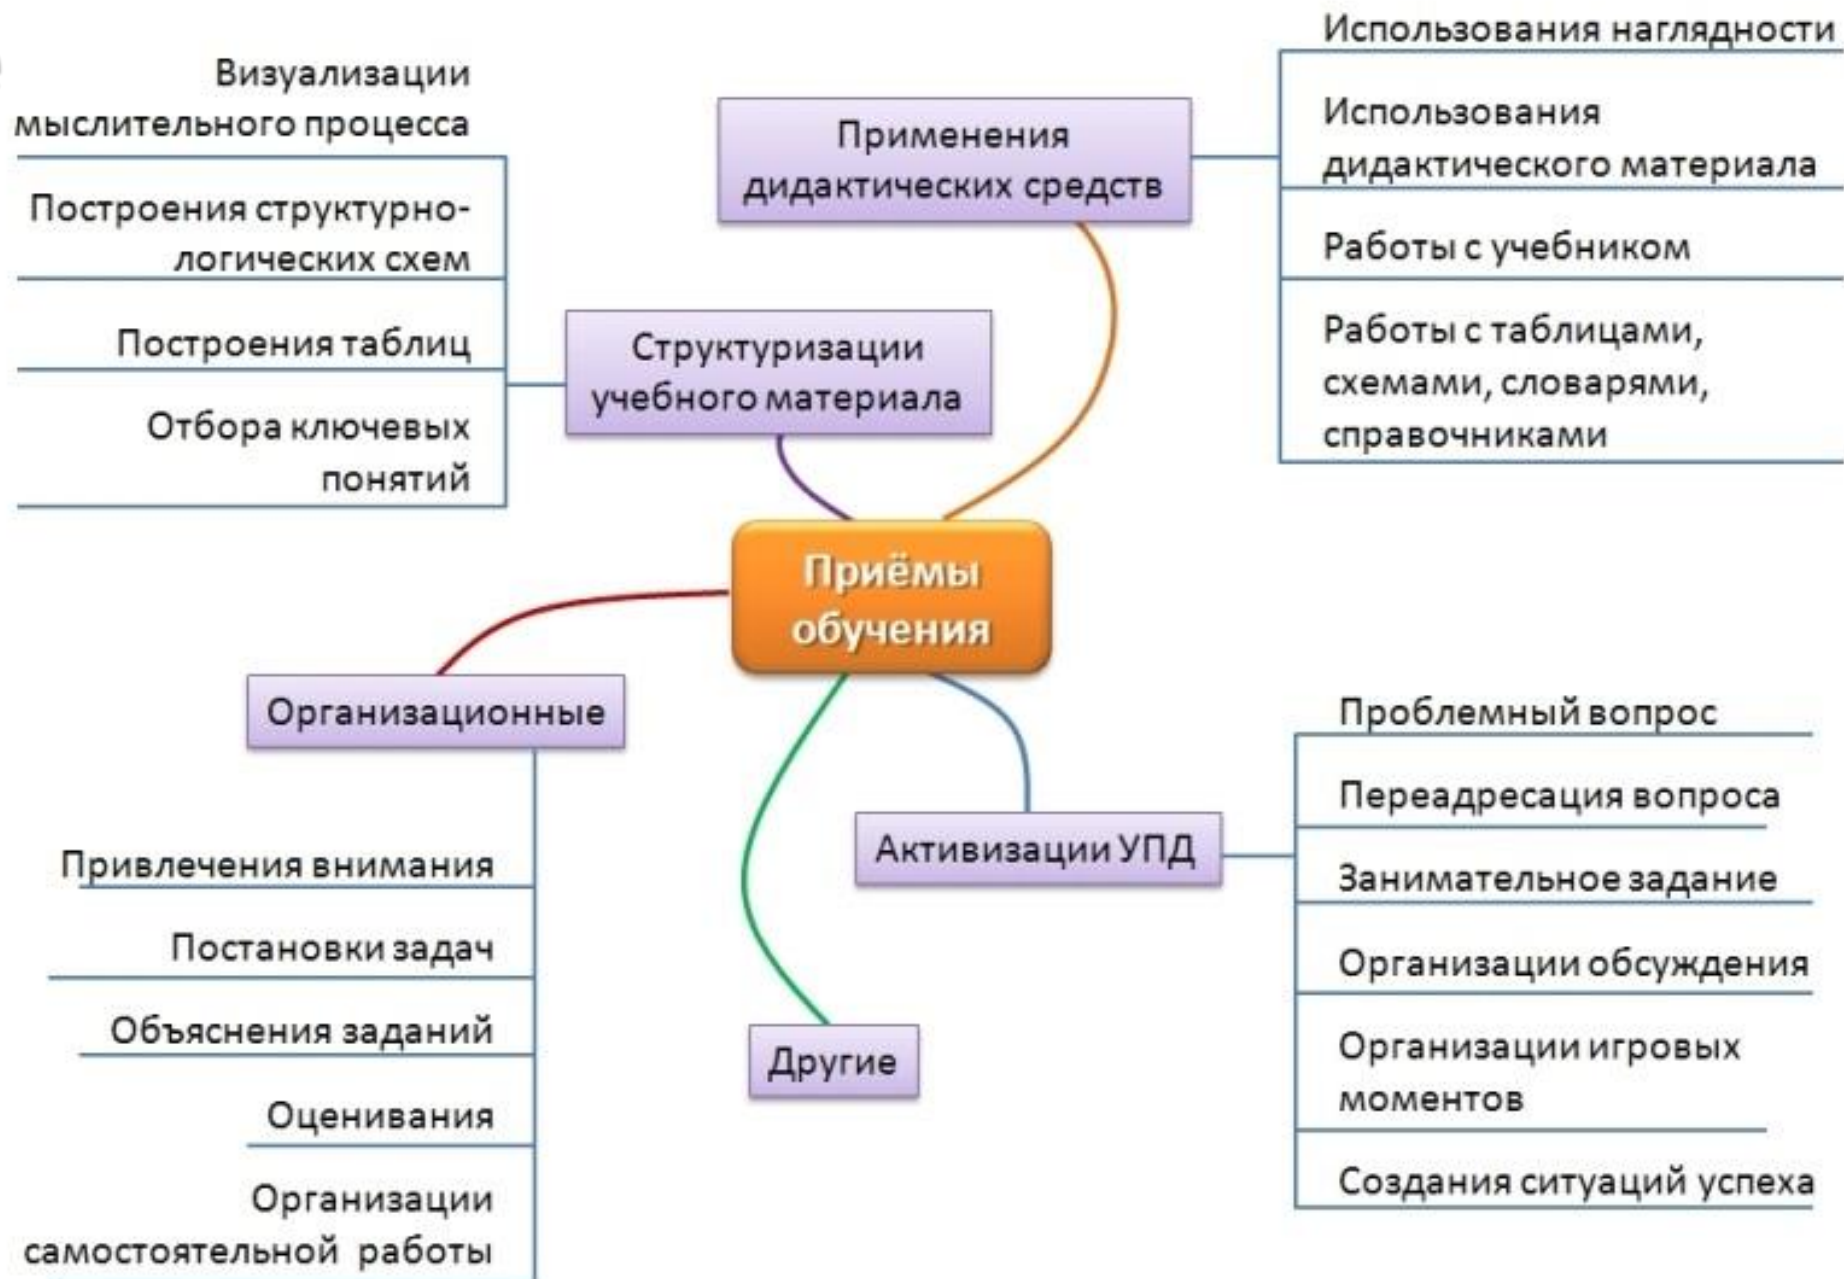 Визуализации
мыслительного процесса
Построения структурно-
логических схем
Построения таблиц
Отбора ключевых
понятий
Структуризации
учебного материала
Применения
дидактических средств
Использования наглядности
Использования
дидактического материала
Работы с учебником
Работы с таблицами,
схемами, словарями,
справочниками
Приёмы
обучения
Организационные
Привлечения внимания
Постановки задач
Объяснения заданий
Оценивания
Организации
самостоятельной работы
Другие
Активизации УПД
Проблемный вопрос
Переадресация вопроса
Занимательное задание
Организации обсуждения
Организации игровых
моментов
Создания ситуаций успеха